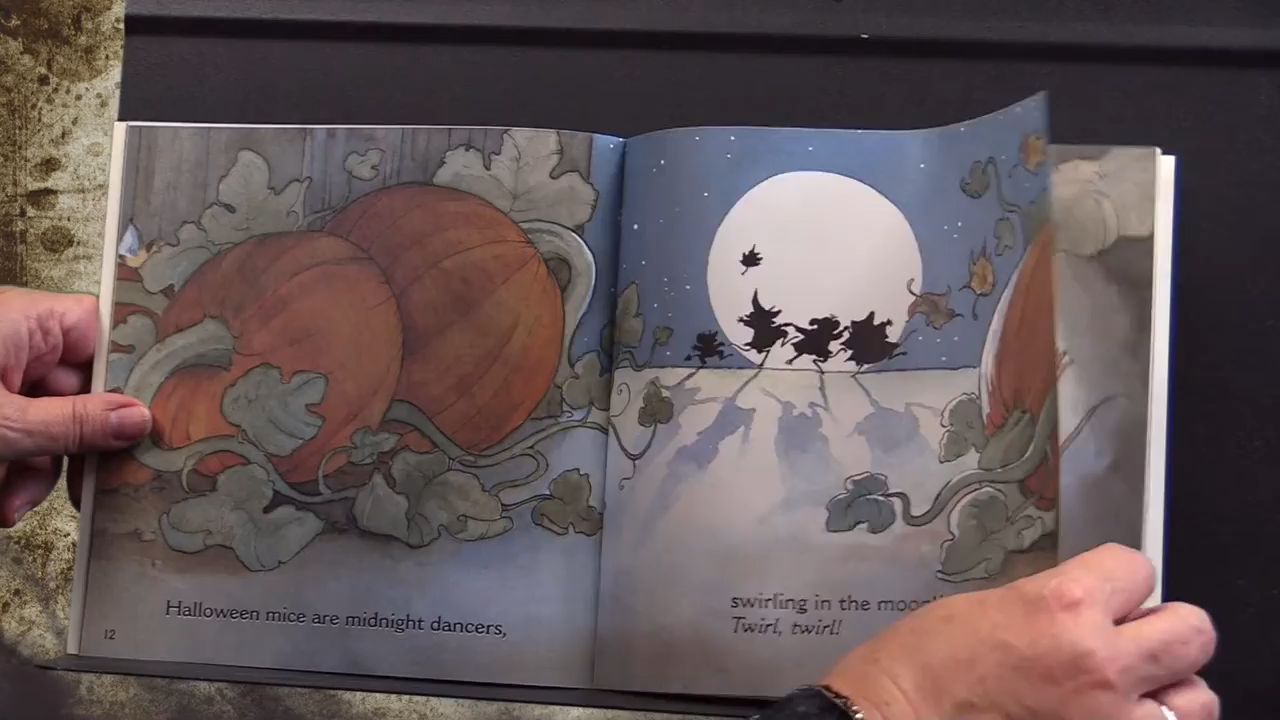 Halloween mice are midnight dancers,
12
swirling in the
Twirl, twirl!